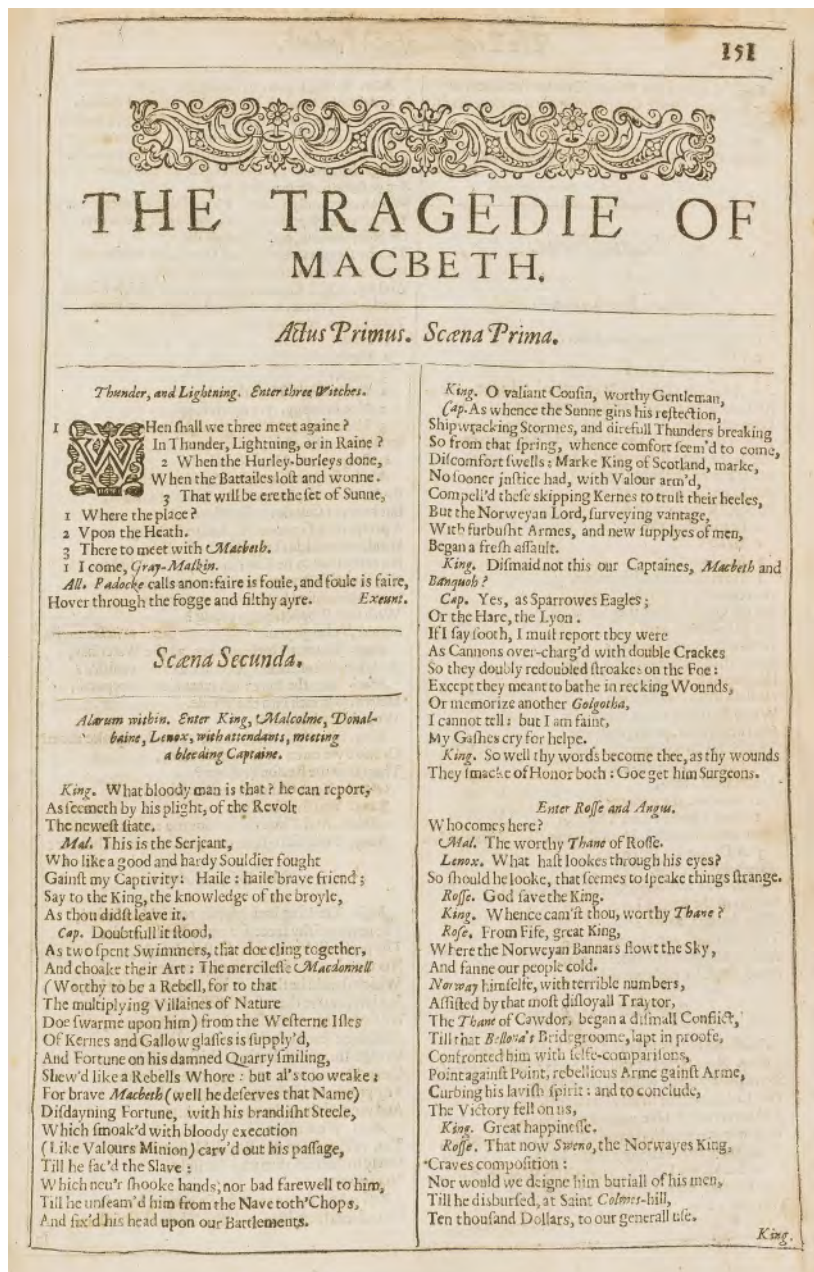 151
THE TRAGEDIE OF
MACBETH.
Actus Primus. Scæna Prima.
Thunder, and Lightning. Enter three Witches.
1 WHen ſhall we three meet againe?
In Thunder, Lightning, or in Raine?
2 When the Hurley-burleys done,
When the Battailes loſt and wonne.
3 That will be ere the ſet of Sunne,
1 Where the place?
2 Vpon the Heath.
3 There to meet with Macbeth.
1 I come, Gray-Malkin.
All. Padocke calls anon: faire is foule, and foule is faire,
Hover through the fogge and filthy ayre. Exeunt.
Scæna Secunda.
Alarum within. Enter King, Malcolme, Donal-
baine, Lenox, with attendants, meeting
a bleeding Captaine.
King. What bloody man is that? he can report,
As ſeemeth by his plight, of the Revolt
The neweſt ſtate.
Mal. This is the Serjeant,
Who like a good and hardy Souldier fought
Gainſt my Captivity: Haile: haile brave friend;
Say to the King, the knowledge of the broyle,
As thou didſt leave it.
Cap. Doubtfull it ſtood,
As two ſpent Swimmers, that doe cling together,
And choake their Art: The mercileſſe Macdonnell
(Worthy to be a Rebell, for to that
The multiplying Villaines of Nature
Doe ſwarme upon him) from the Weſterne Iſles
Of Kernes and Gallow glaſſes is ſupply'd,
And Fortune on his damned Quarry ſmiling,
Shew'd like a Rebells Whore: but al's too weake:
For brave Macbeth (well he deſerves that Name)
Diſdayning Fortune, with his brandiſht Steele,
Which ſmoak'd with bloody execution
(Like Valours Minion) carv'd out his paſſage,
Till he fac'd the Slave:
Which neu'r ſhooke hands, nor bad farewell to him,
Till he unſeam'd him from the Nave toth'Chops,
And fix'd his head upon our Battlements.
King. O valiant Couſin, worthy Gentleman,
Cap. As whence the Sunne gins his reflection,
Shipwracking Stormes, and direfull Thunders breaking
So from that ſpring, whence comfort ſeem'd to come,
Diſcomfort ſwells: Marke King of Scotland, marke,
No ſooner juſtice had, with Valour arm'd,
Compell'd theſe skipping Kernes to truſt their heeles,
But the Norweyan Lord, ſurveying vantage,
With furbuſht Armes, and new ſupplyes of men,
Began a freſh aſſault.
King. Diſmaid not this our Captaines, Macbeth and
Banquoh?
Cap. Yes, as Sparrowes Eagles;
Or the Hare, the Lyon.
If I ſay ſooth, I muſt report they were
As Cannons over-charg'd with double Crackes
So they doubly redoubled ſtroakes on the Foe:
Except they meant to bathe in recking Wounds,
Or memorize another Golgotha,
I cannot tell: but I am faint,
My Gaſhes cry for helpe.
King. So well thy words become thee, as thy wounds
They ſmacke of Honor both: Goe get him Surgeons.
Enter Roſſe and Angus.
Who comes here?
Mal. The worthy Thane of Roſſe.
Lenox. What haſt lookes through his eyes?
So ſhould he looke, that ſeemes to ſpeake things ſtrange.
Roſſe. God ſave the King.
King. Whence cam'ſt thou, worthy Thane?
Roſe. From Fife, great King,
Where the Norweyan Bannars flowt the Sky,
And fanne our people cold.
Norway himſelfe, with terrible numbers,
Aſſiſted by that moſt diſloyall Traytor,
The Thane of Cawdor, began a diſmall Conflict,
Till that Bellona's Bridegroome, lapt in proofe,
Confronted him with ſelfe-compariſons,
Point againſt Point, rebellious Arme gainſt Arme,
Curbing his laviſh ſpirit: and to conclude,
The Victory fell on us,
King. Great happineſſe.
Roſſe. That now Sweno, the Norwayes King,
Craves compoſition:
Nor would we deigne him buriall of his men,
Till he disburſed, at Saint Colmes-hill,
Ten thouſand Dollars, to our generall uſe.
King.